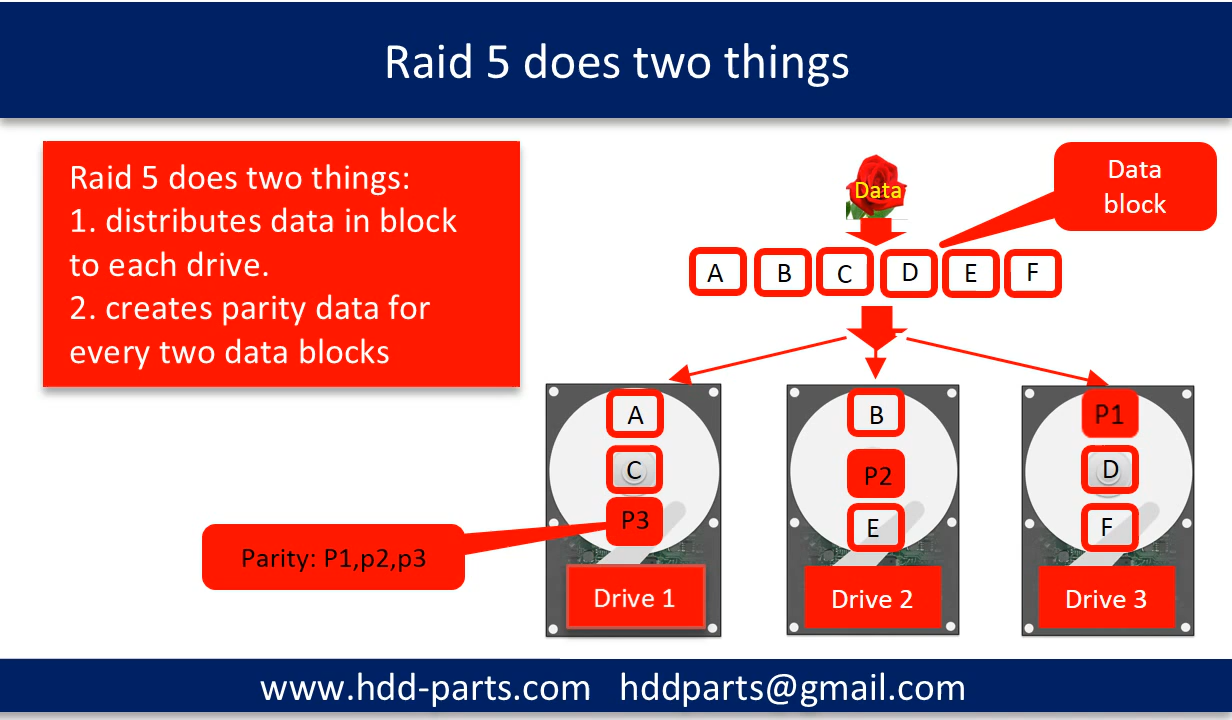 Raid 5 does two things
Raid 5 does two things:
1. distributes data in block
to each drive.
2. creates parity data for
every two data blocks
Data
Data
block
A B C D E F
A
C
P3
Drive 1
B
P2
E
Drive 2
P1
D
F
Drive 3
Parity: P1,p2,p3
www.hdd-parts.com hddparts@gmail.com